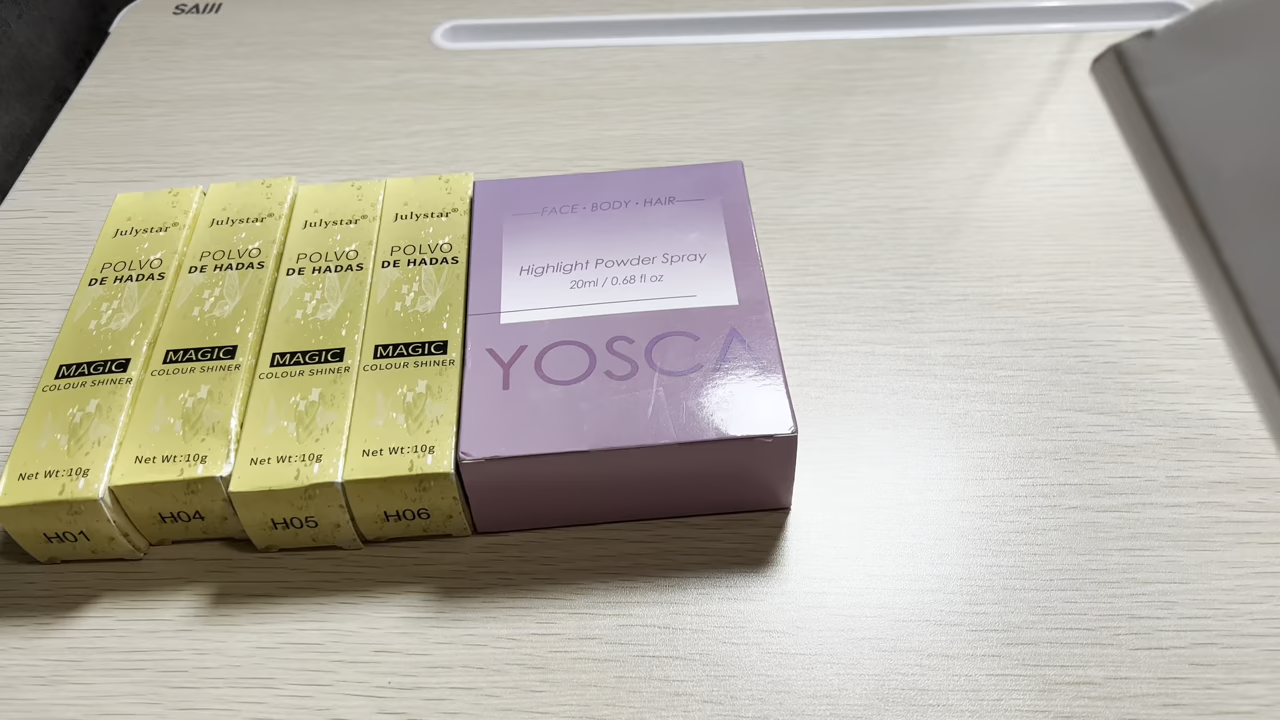 SAIJI
Julystar®
POLVO
DE HADAS
MAGIC
COLOUR SHINER
Net Wt:10g
H01
Julystar®
POLVO
DE HADAS
MAGIC
COLOUR SHINER
Net Wt:10g
H04
Julystar®
POLVO
DE HADAS
MAGIC
COLOUR SHINER
Net Wt:10g
H05
Julystar®
POLVO
DE HADAS
MAGIC
COLOUR SHINER
Net Wt:10g
H06
FACE · BODY · HAIR
Highlight Powder Spray
20ml / 0.68 fl oz
YOSCA